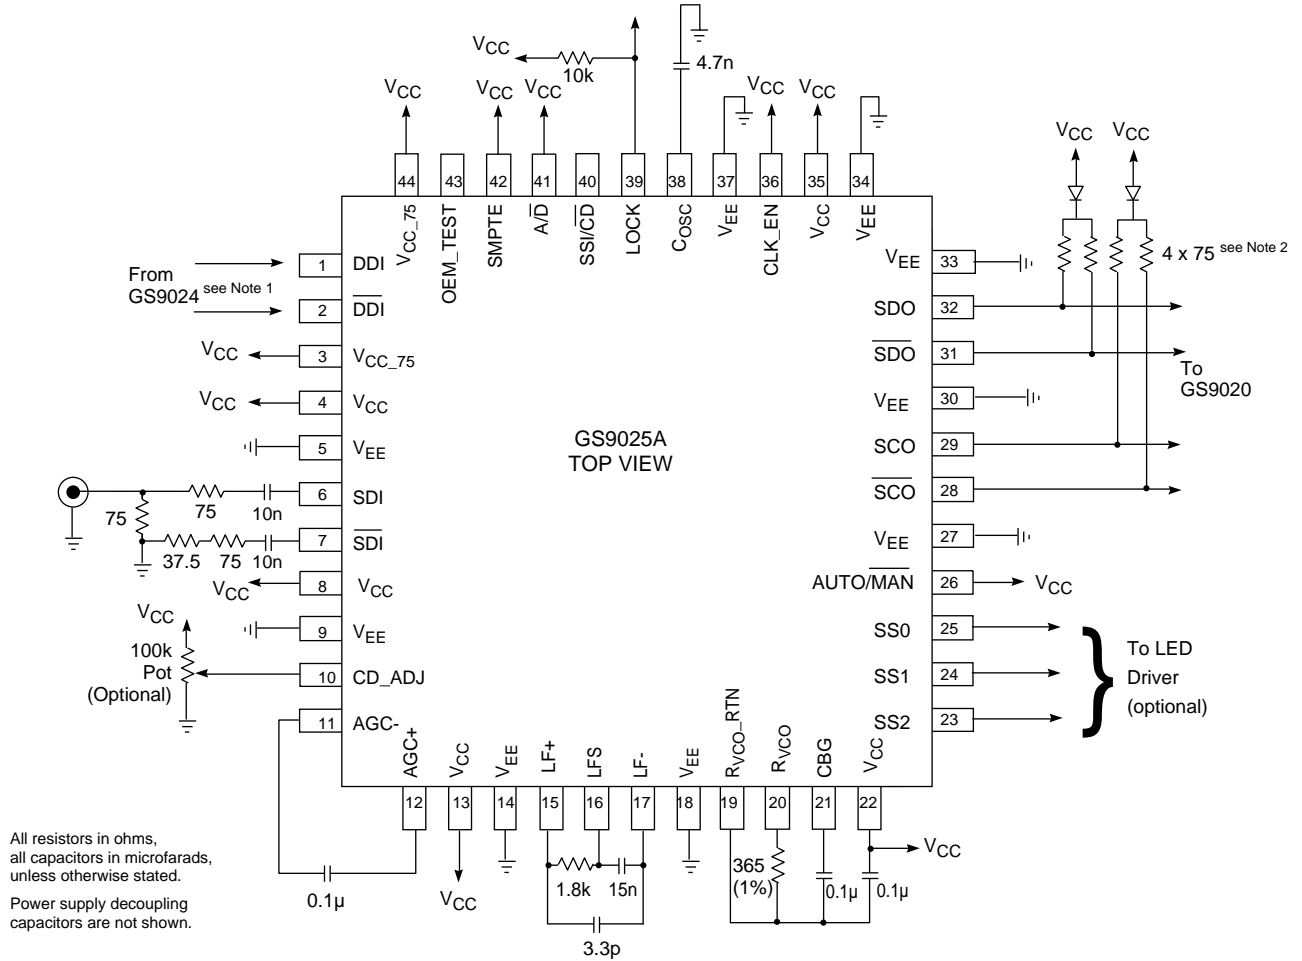 VCC
10k
4.7n
VCC
VCC
VCC
VCC
VCC
VCC
VCC
44
43
42
41
40
39
38
37
36
35
34
VCC_75
OEM_TEST
SMPTE
A/D
SSI/CD
LOCK
COSC
VEE
CLK_EN
VCC
VEE
4 x 75 see Note 2
From
GS9024 see Note 1
1 DDI
2 DDI
VCC 3 VCC_75
VCC 4 VCC
5 VEE
75
75
10n
6 SDI
37.5
75
10n
7 SDI
VCC 8 VCC
9 VEE
VCC
100k
Pot
(Optional)
10 CD_ADJ
11 AGC-
GS9025A
TOP VIEW
VEE 33
SDO 32
SDO 31
To
GS9020
VEE 30
SCO 29
SCO 28
VEE 27
AUTO/MAN 26 VCC
SS0 25
SS1 24
SS2 23
To LED
Driver
(optional)
AGC+
VCC
VEE
LF+
LFS
LF-
VEE
RVCO_RTN
RVCO
CBG
VCC
12
13
14
15
16
17
18
19
20
21
22
0.1µ
VCC
1.8k
15n
3.3p
365
(1%)
0.1µ
0.1µ
VCC
All resistors in ohms,
all capacitors in microfarads,
unless otherwise stated.
Power supply decoupling
capacitors are not shown.